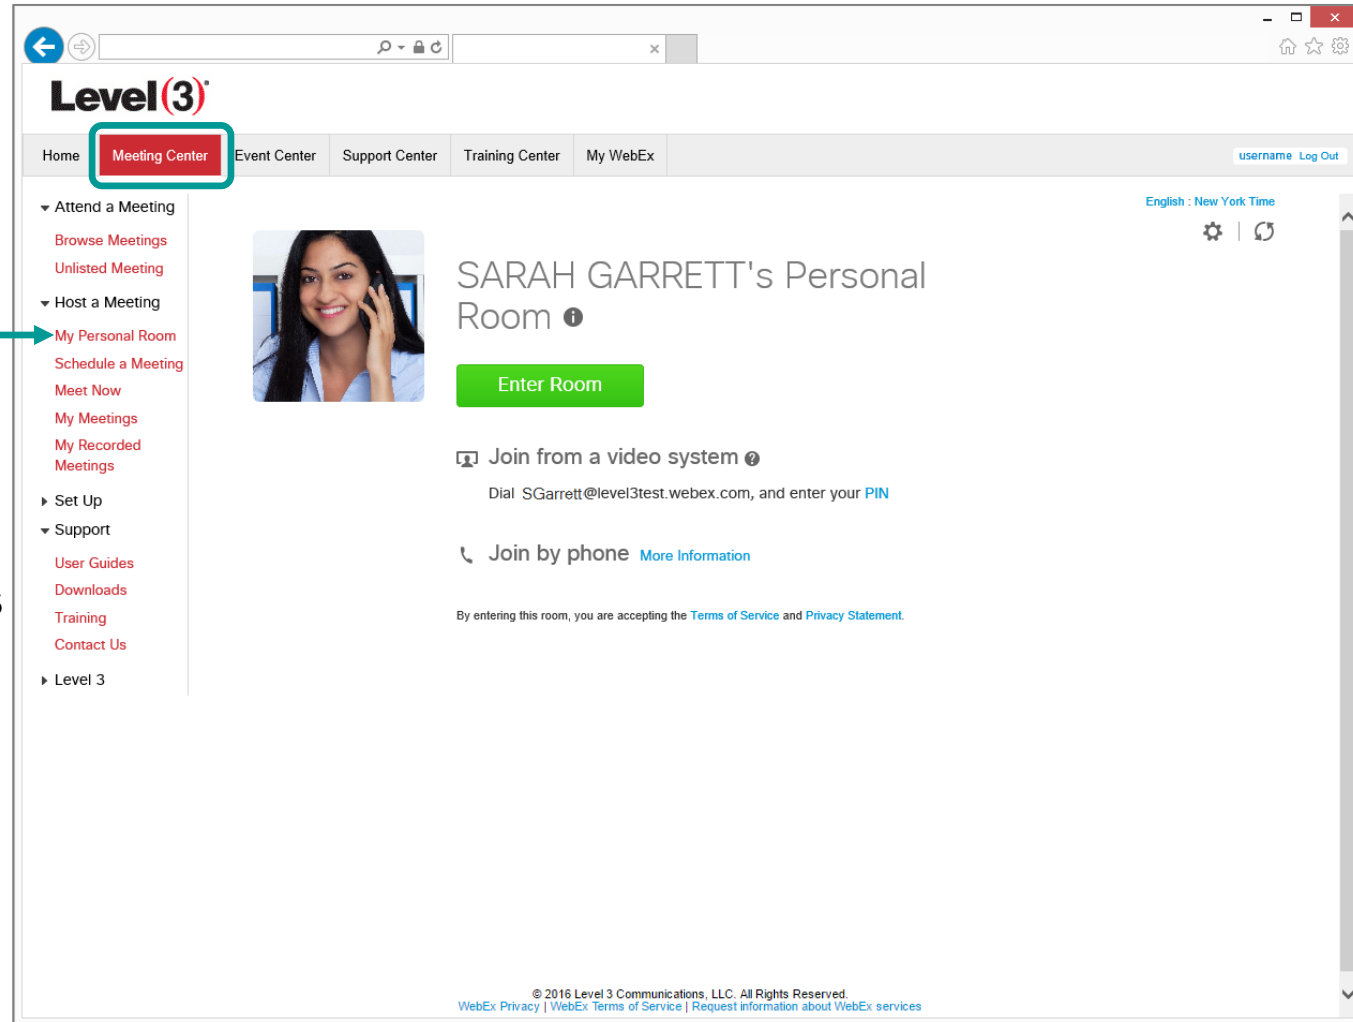 Level(3)
Home Meeting Center Event Center Support Center Training Center My WebEx username Log Out
English : New York Time
Attend a Meeting
Browse Meetings
Unlisted Meeting
Host a Meeting
My Personal Room
Schedule a Meeting
Meet Now
My Meetings
My Recorded
Meetings
Set Up
Support
User Guides
Downloads
Training
Contact Us
Level 3
SARAH GARRETT's Personal
Room
Enter Room
Join from a video system
Dial SGarrett@level3test.webex.com, and enter your PIN
Join by phone More Information
By entering this room, you are accepting the Terms of Service and Privacy Statement.
© 2016 Level 3 Communications, LLC. All Rights Reserved.
WebEx Privacy | WebEx Terms of Service | Request information about WebEx services